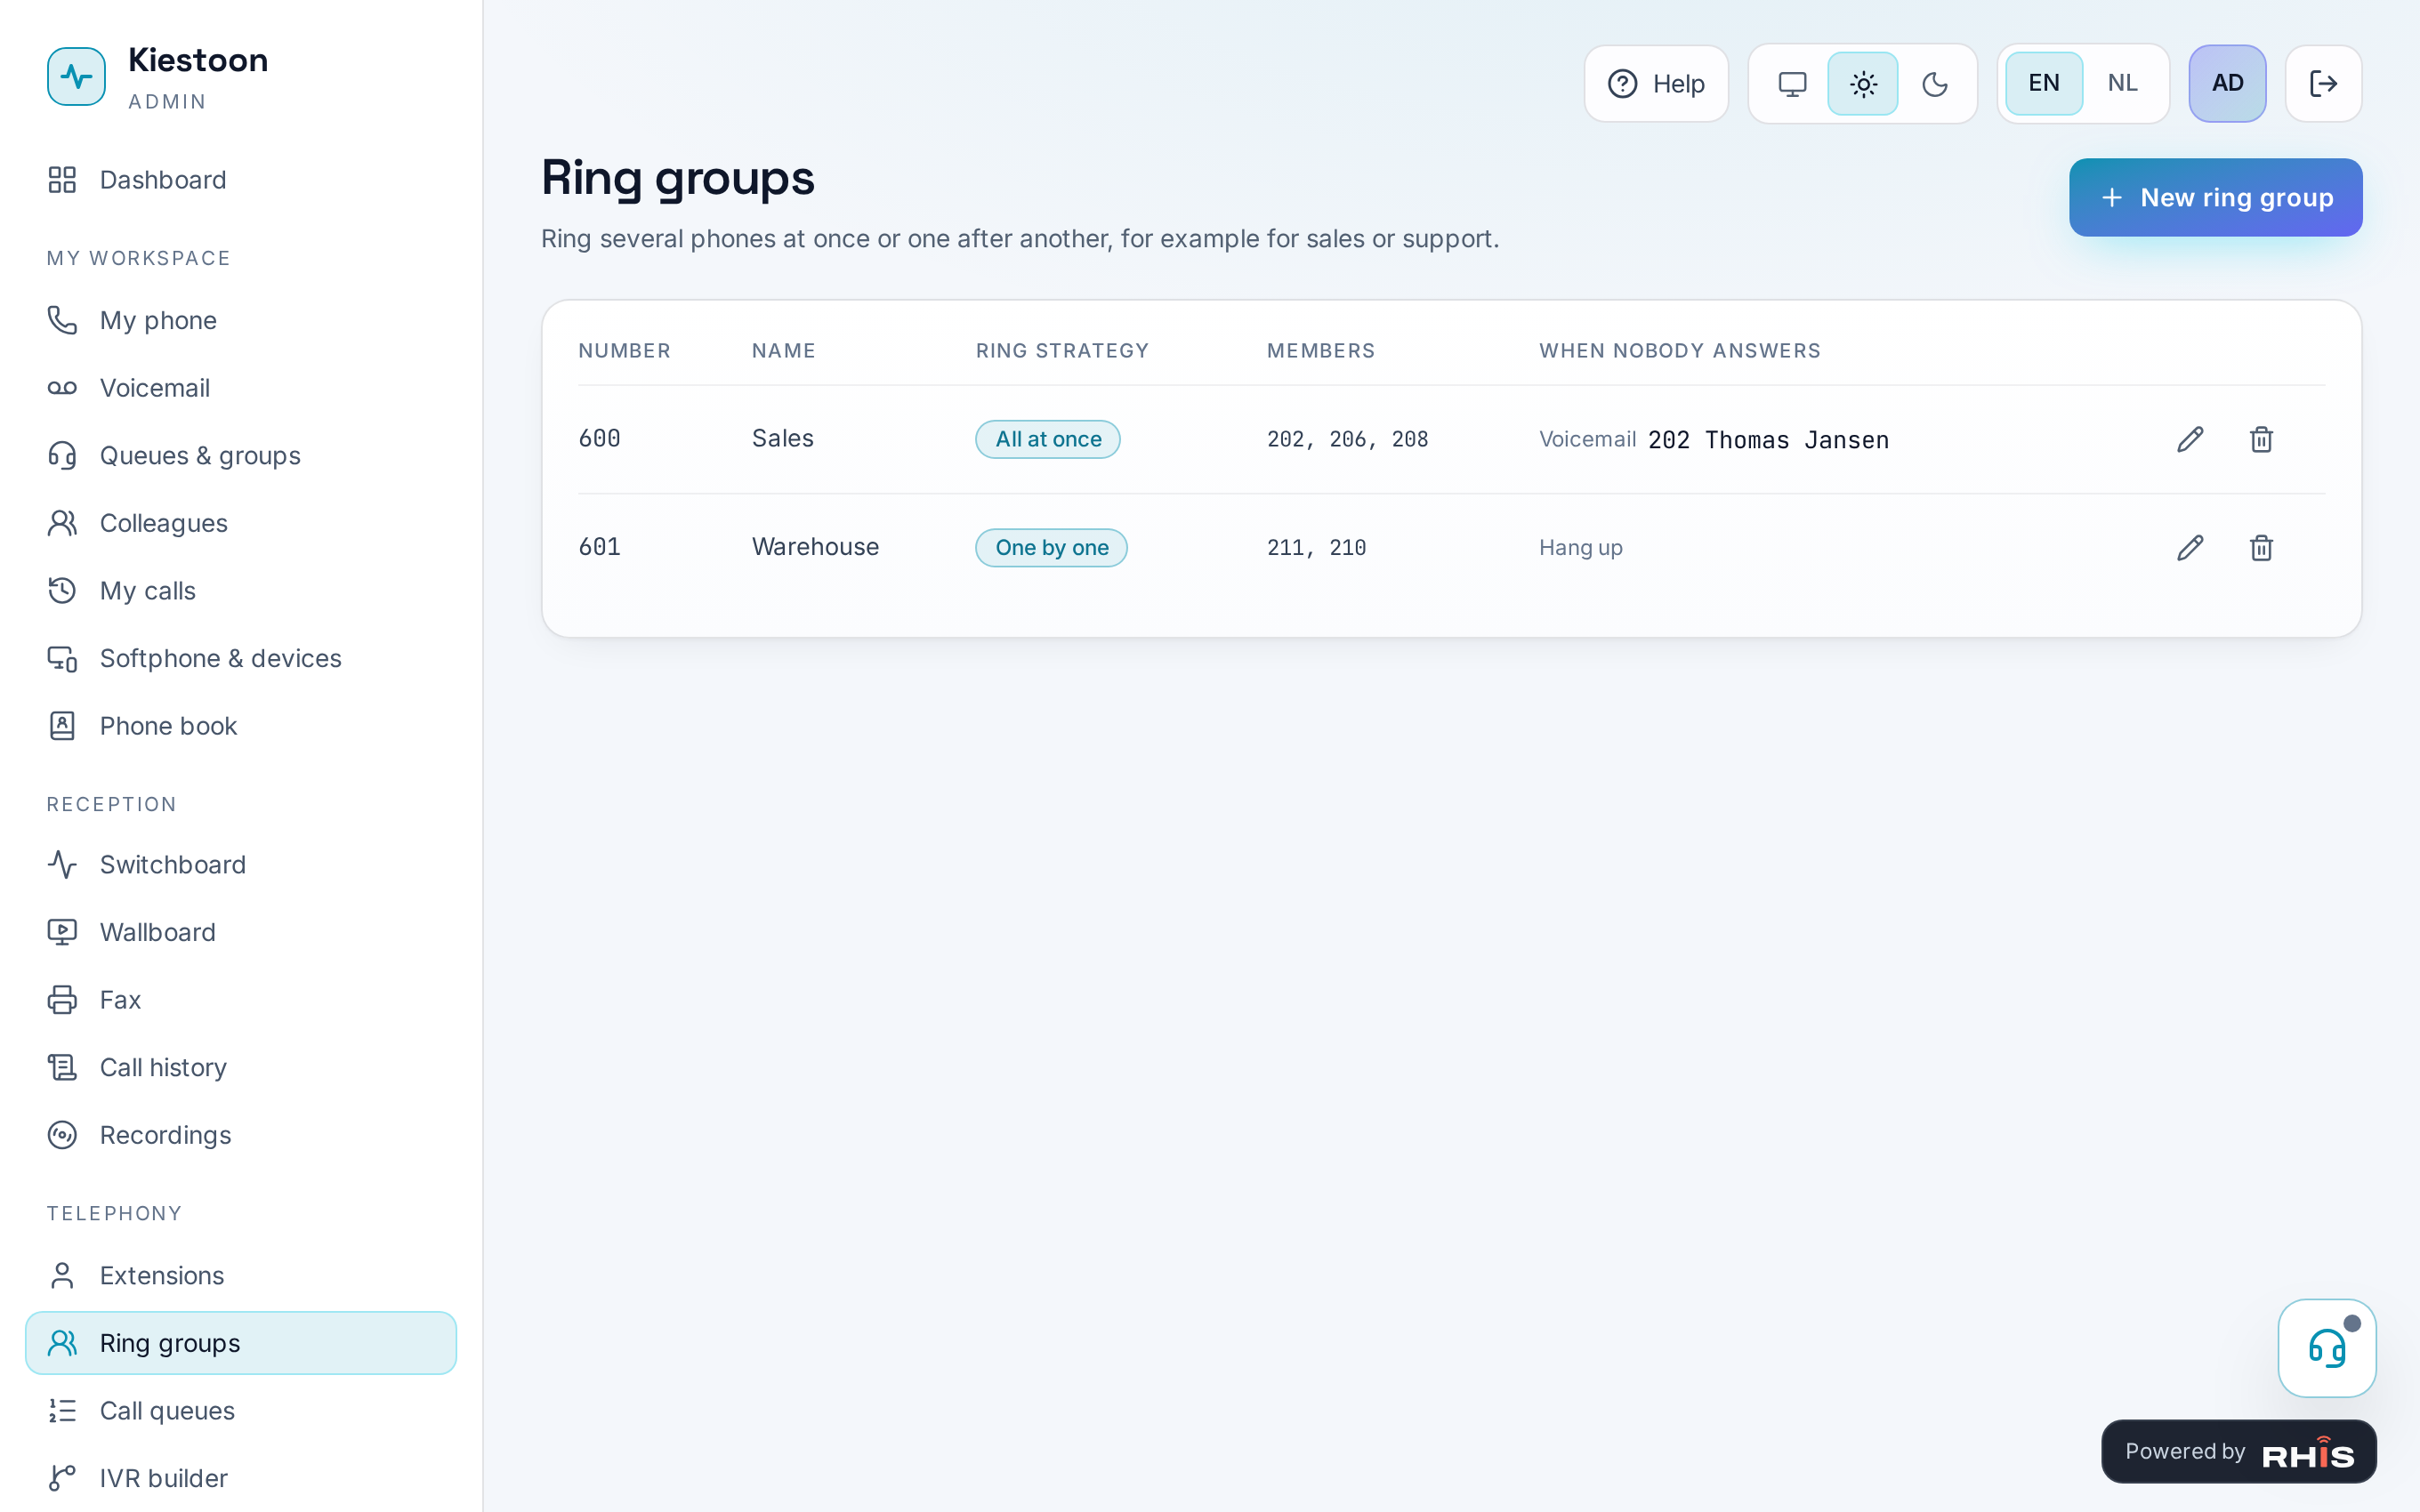 Kiestoon
ADMIN
Dashboard
MY WORKSPACE
My phone
Voicemail
Queues & groups
Colleagues
My calls
Softphone & devices
Phone book
RECEPTION
Switchboard
Wallboard
Fax
Call history
Recordings
TELEPHONY
Extensions
Ring groups
Call queues
IVR builder
Help
EN NL
AD
Ring groups
Ring several phones at once or one after another, for example for sales or support.
New ring group
NUMBER NAME RING STRATEGY MEMBERS WHEN NOBODY ANSWERS
600 Sales All at once 202, 206, 208 Voicemail 202 Thomas Jansen
601 Warehouse One by one 211, 210 Hang up
Powered by RHIS